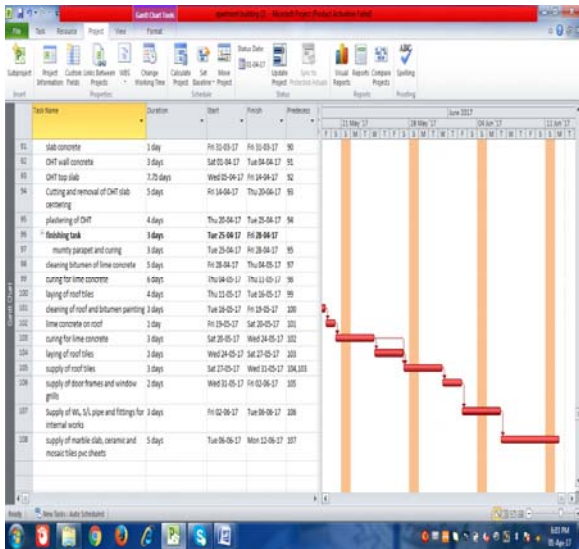 Gantt Chart Tools
apartment building (2) - Microsoft Project (Product Activation Failed)
File Task Resource Project View Format
Subproject
Project Information
Custom Fields
Links Between Projects
WBS
Change Working Time
Calculate Project
Set Baseline
Move Project
Status Date:
01-04-17
Update Project
Sync to Protected Actuals
Visual Reports
Reports
Compare Projects
ABC
Spelling
Insert Properties Schedule Status Reports Proofing
Task Name Duration Start Finish Predecess
June 2017
21 May '17 28 May '17 04 Jun '17 11 Jun '17
F S S M T W T F S S M T W T F S S M T W T F S S M T
91 slab concrete 1 day Fri 31-03-17 Fri 31-03-17 90
92 OHT wall concrete 3 days Sat 01-04-17 Tue 04-04-17 91
93 OHT top slab 7.75 days Wed 05-04-17 Fri 14-04-17 92
94 Cutting and removal of OHT slab 5 days Fri 14-04-17 Thu 20-04-17 93
centering
95 plastering of OHT 4 days Thu 20-04-17 Tue 25-04-17 94
96 finishing task 3 days Tue 25-04-17 Fri 28-04-17
97 mumty parapet and curing 3 days Tue 25-04-17 Fri 28-04-17 95
98 cleaning bitumen of lime concrete 5 days Fri 28-04-17 Thu 04-05-17 97
99 curing for lime concrete 6 days Thu 04-05-17 Thu 11-05-17 98
100 laying of roof tiles 4 days Thu 11-05-17 Tue 16-05-17 99
101 cleaning of roof and bitumen painting 3 days Tue 16-05-17 Fri 19-05-17 100
102 lime concrete on roof 1 day Fri 19-05-17 Sat 20-05-17 101
103 curing for lime concrete 3 days Sat 20-05-17 Wed 24-05-17 102
104 laying of roof tiles 3 days Wed 24-05-17 Sat 27-05-17 103
105 supply of roof tiles 3 days Sat 27-05-17 Wed 31-05-17 104,103
106 supply of door frames and window 2 days Wed 31-05-17 Fri 02-06-17 105
grills
107 Supply of WL, S/L pipe and fittings for 3 days Fri 02-06-17 Tue 06-06-17 106
internal works
108 supply of marble slab, ceramic and 5 days Tue 06-06-17 Mon 12-06-17 107
mosaic tiles pvc sheets
Gantt Chart
Ready New Tasks : Auto Scheduled
6:03 PM
01-Apr-17